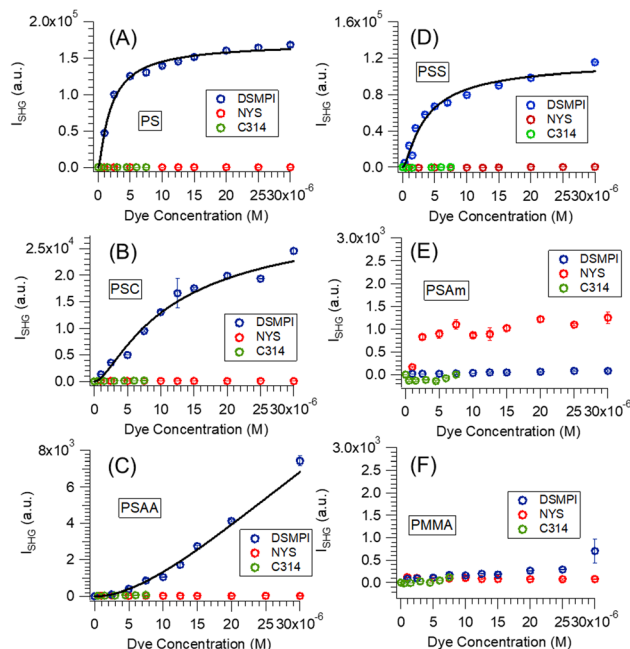 (A)
2.0x10⁵
1.5
1.0
0.5
0.0
I_SHG (a.u.)
PS
DSMPI
NYS
C314
0 5 10 15 20 25 30x10⁻⁶
Dye Concentration (M)
(D)
1.6x10⁵
1.2
0.8
0.4
0.0
I_SHG (a.u.)
PSS
DSMPI
NYS
C314
0 5 10 15 20 25 30x10⁻⁶
Dye Concentration (M)
(B)
2.5x10⁴
2.0
1.5
1.0
0.5
0.0
I_SHG (a.u.)
PSC
DSMPI
NYS
C314
0 5 10 15 20 25 30x10⁻⁶
Dye Concentration (M)
(E)
3.0x10³
2.5
2.0
1.5
1.0
0.5
0.0
I_SHG (a.u.)
PSAm
DSMPI
NYS
C314
0 5 10 15 20 25 30x10⁻⁶
Dye Concentration (M)
(C)
8x10³
6
4
2
0
I_SHG (a.u.)
PSAA
DSMPI
NYS
C314
0 5 10 15 20 25 30x10⁻⁶
Dye Concentration (M)
(F)
3.0x10³
2.5
2.0
1.5
1.0
0.5
0.0
I_SHG (a.u.)
PMMA
DSMPI
NYS
C314
0 5 10 15 20 25 30x10⁻⁶
Dye Concentration (M)